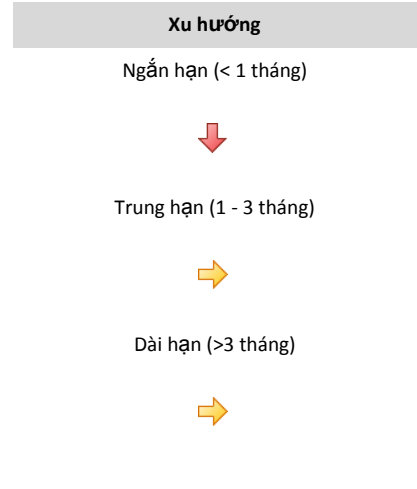 Xu hướng
Ngắn hạn (< 1 tháng)
Trung hạn (1 - 3 tháng)
Dài hạn (>3 tháng)